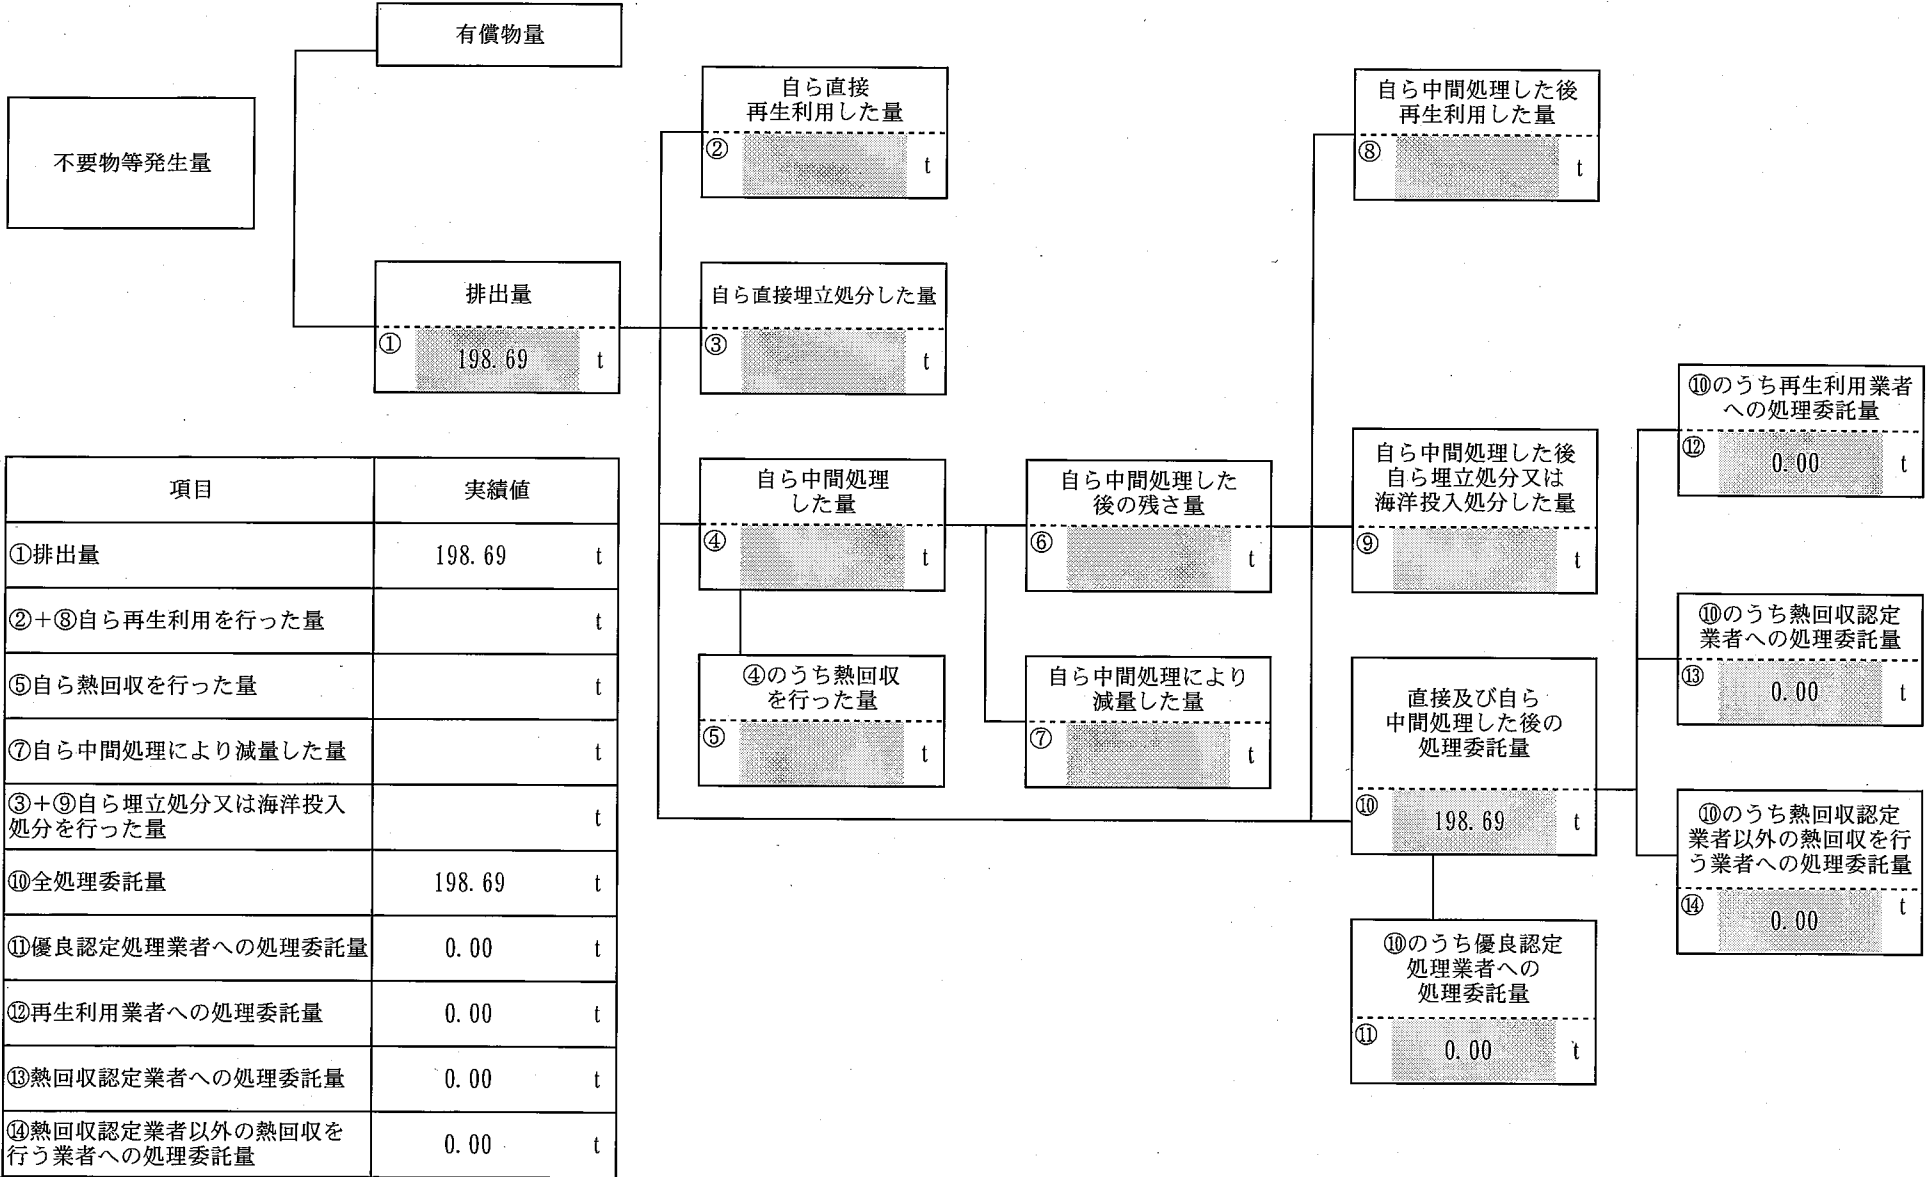 有償物量
不要物等発生量
排出量
①
198.69
t
自ら直接
再生利用した量
②
t
自ら直接埋立処分した量
③
t
自ら中間処理
した量
④
t
④のうち熱回収
を行った量
⑤
t
自ら中間処理した
後の残さ量
⑥
t
自ら中間処理により
減量した量
⑦
t
自ら中間処理した後
再生利用した量
⑧
t
自ら中間処理した後
自ら埋立処分又は
海洋投入処分した量
⑨
t
直接及び自ら
中間処理した後の
処理委託量
⑩
198.69
t
⑩のうち優良認定
処理業者への
処理委託量
⑪
0.00
t
⑩のうち再生利用業者
への処理委託量
⑫
0.00
t
⑩のうち熱回収認定
業者への処理委託量
⑬
0.00
t
⑩のうち熱回収認定
業者以外の熱回収を行
う業者への処理委託量
⑭
0.00
t
項目 実績値
①排出量 198.69 t
②+⑧自ら再生利用を行った量 t
⑤自ら熱回収を行った量 t
⑦自ら中間処理により減量した量 t
③+⑨自ら埋立処分又は海洋投入
処分を行った量 t
⑩全処理委託量 198.69 t
⑪優良認定処理業者への処理委託量 0.00 t
⑫再生利用業者への処理委託量 0.00 t
⑬熱回収認定業者への処理委託量 0.00 t
⑭熱回収認定業者以外の熱回収を
行う業者への処理委託量 0.00 t